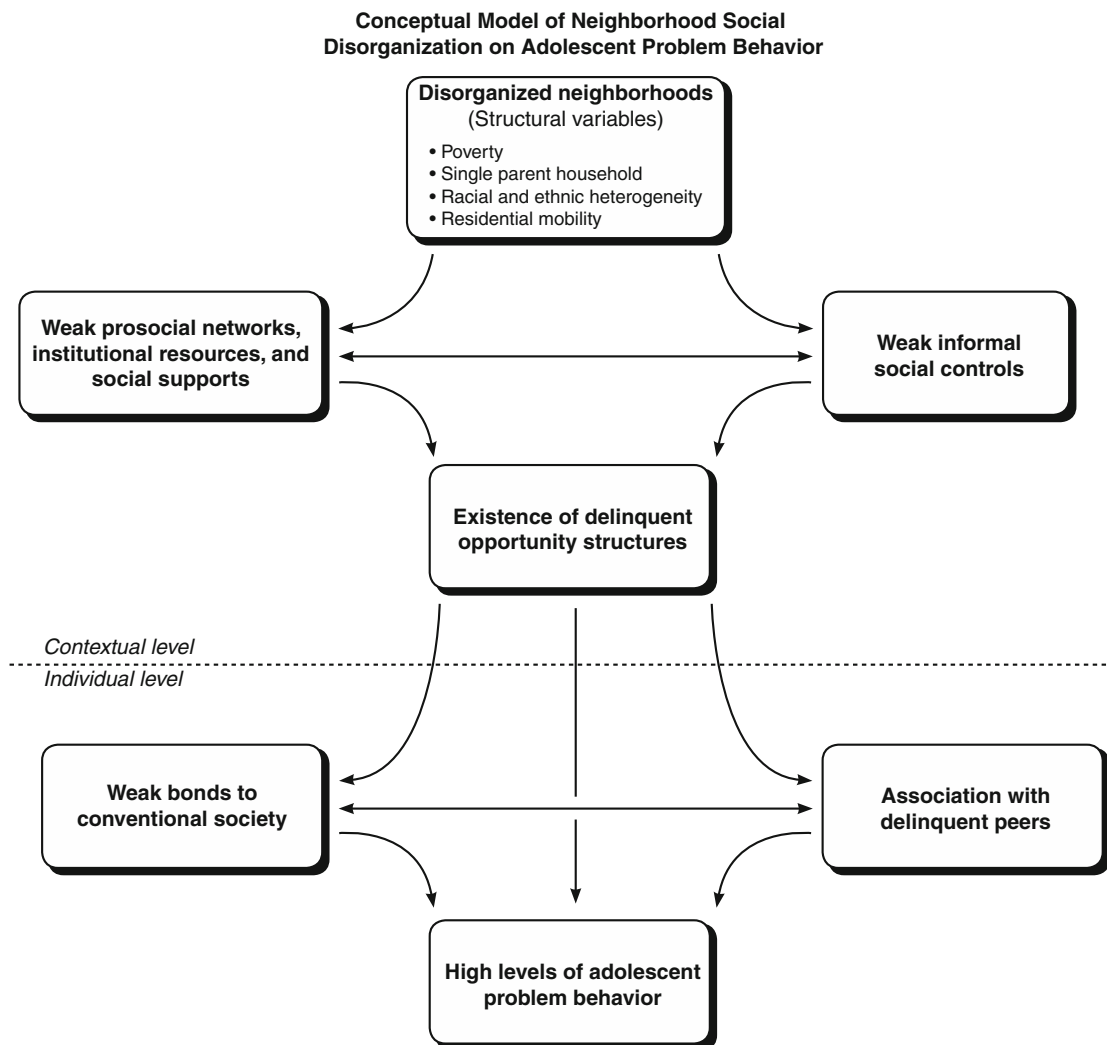 Conceptual Model of Neighborhood Social
Disorganization on Adolescent Problem Behavior
Disorganized neighborhoods
(Structural variables)
• Poverty
• Single parent household
• Racial and ethnic heterogeneity
• Residential mobility
Weak prosocial networks,
institutional resources, and
social supports
Weak informal
social controls
Existence of delinquent
opportunity structures
Contextual level
Individual level
Weak bonds to
conventional society
Association with
delinquent peers
High levels of adolescent
problem behavior